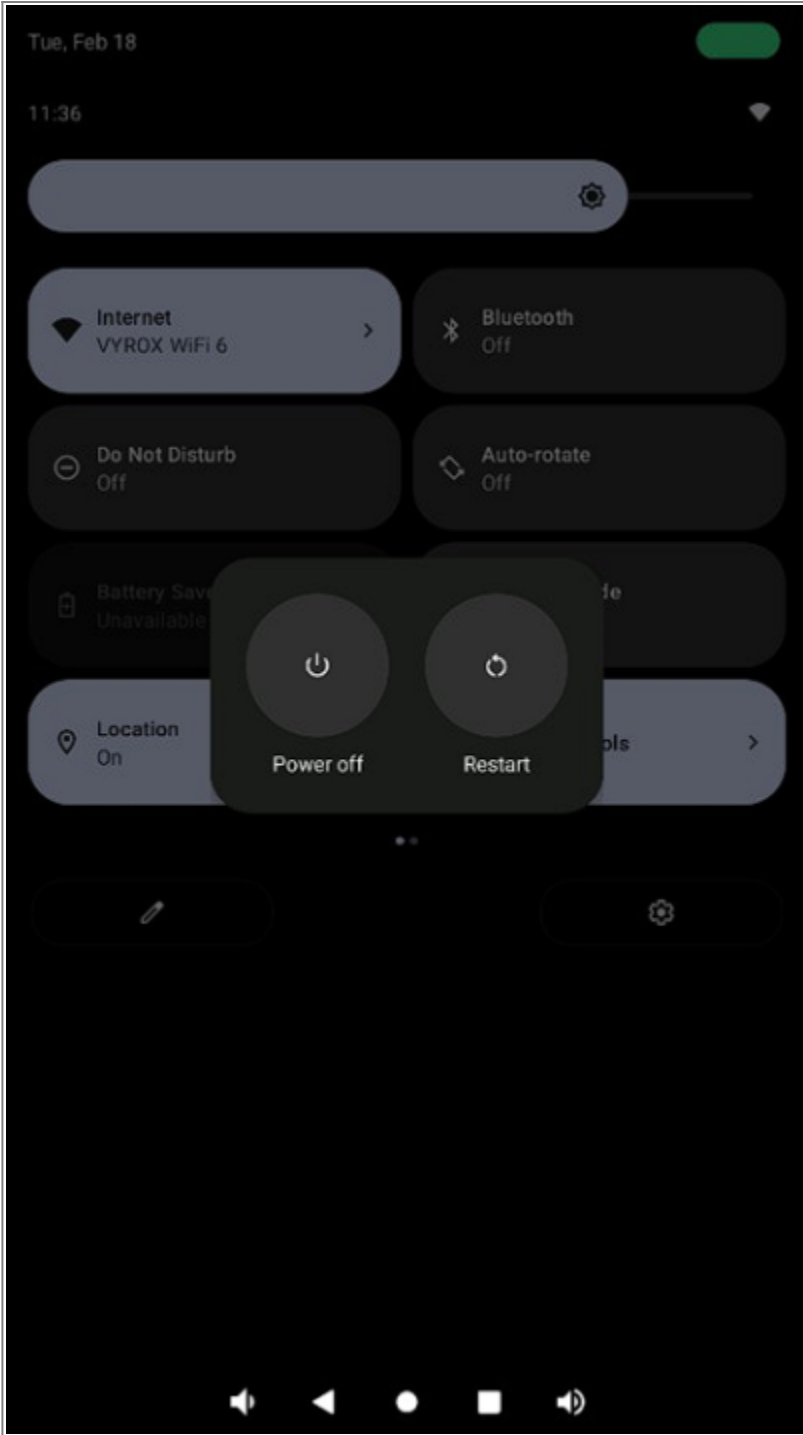 Tue, Feb 18
11:36
Internet
VYROX WiFi 6
Bluetooth
Off
Do Not Disturb
Off
Auto-rotate
Off
Battery Save
Unavailable
de
Location
On
ols
Power off
Restart